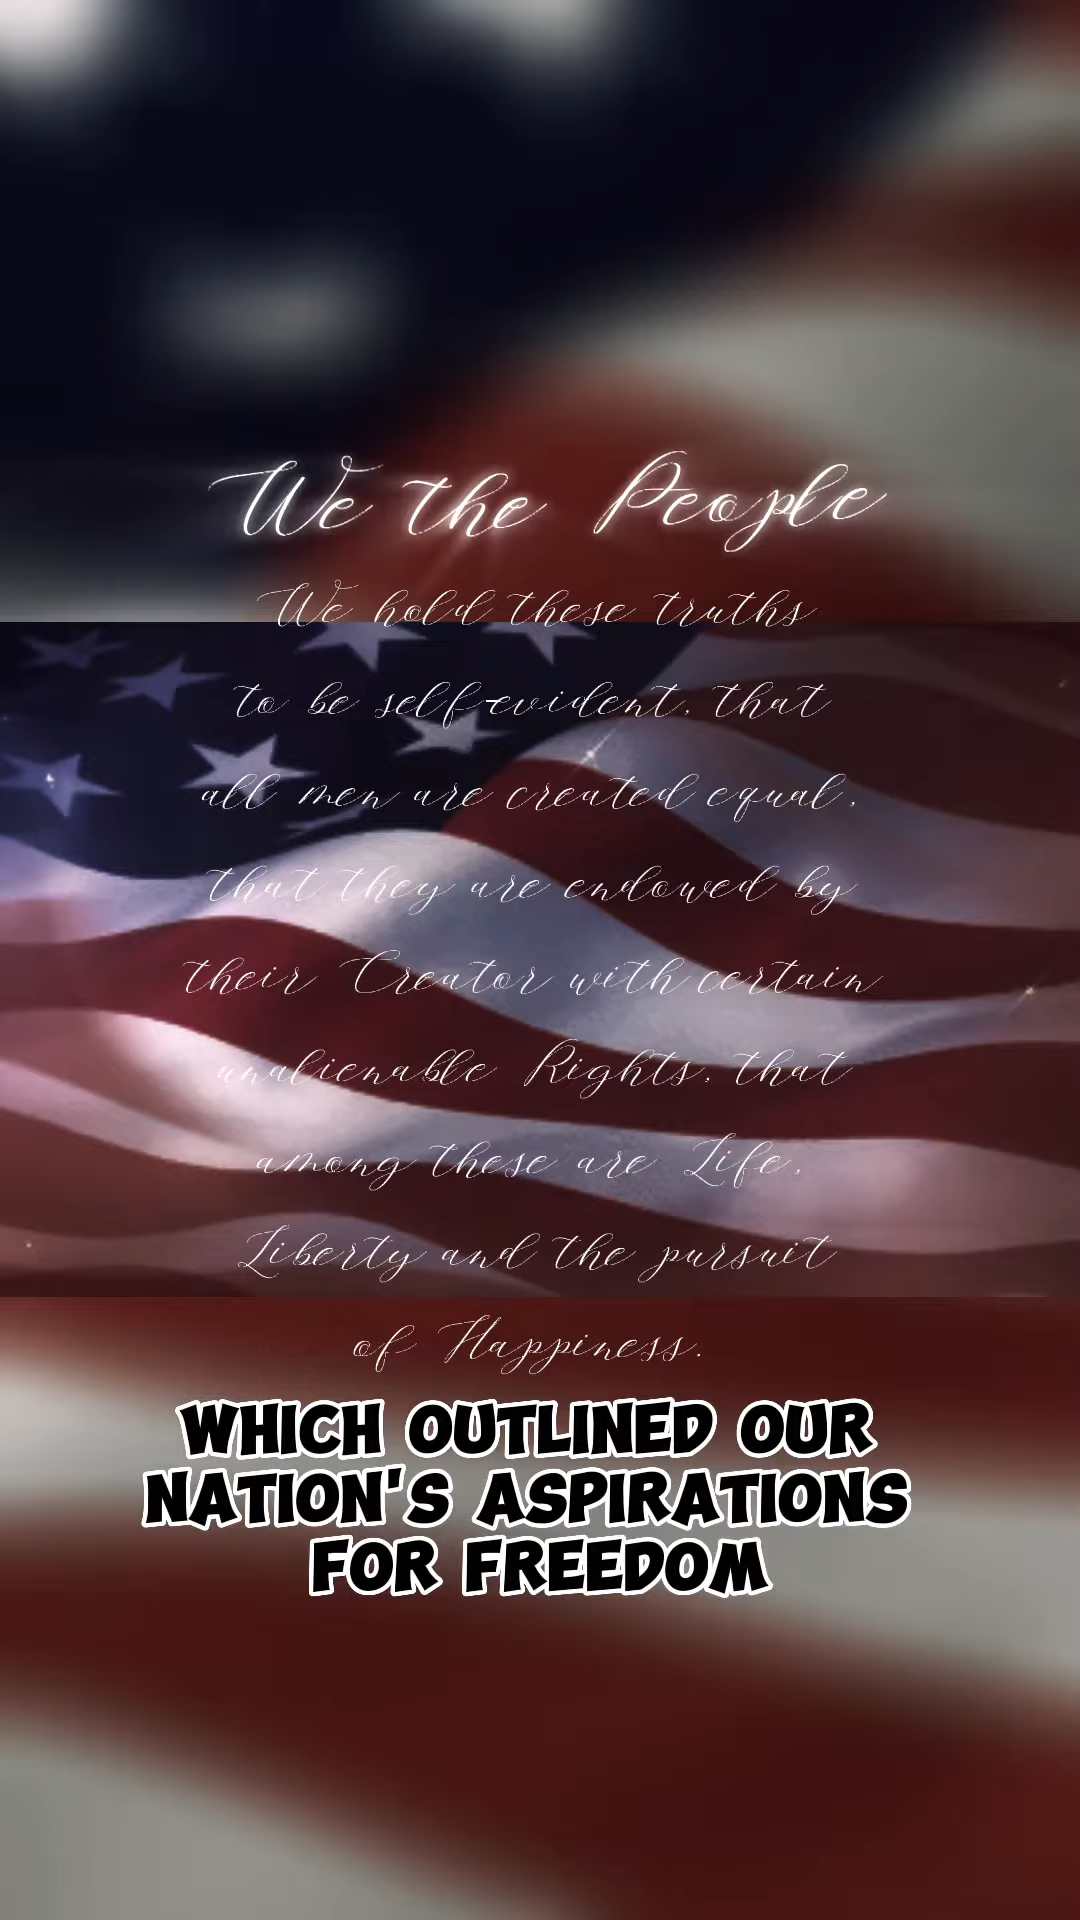 We the People
We hold these truths
to be self-evident, that
all men are created equal,
that they are endowed by
their Creator with certain
unalienable Rights, that
among these are Life,
Liberty and the pursuit
of Happiness.
WHICH OUTLINED OUR
NATION'S ASPIRATIONS
FOR FREEDOM